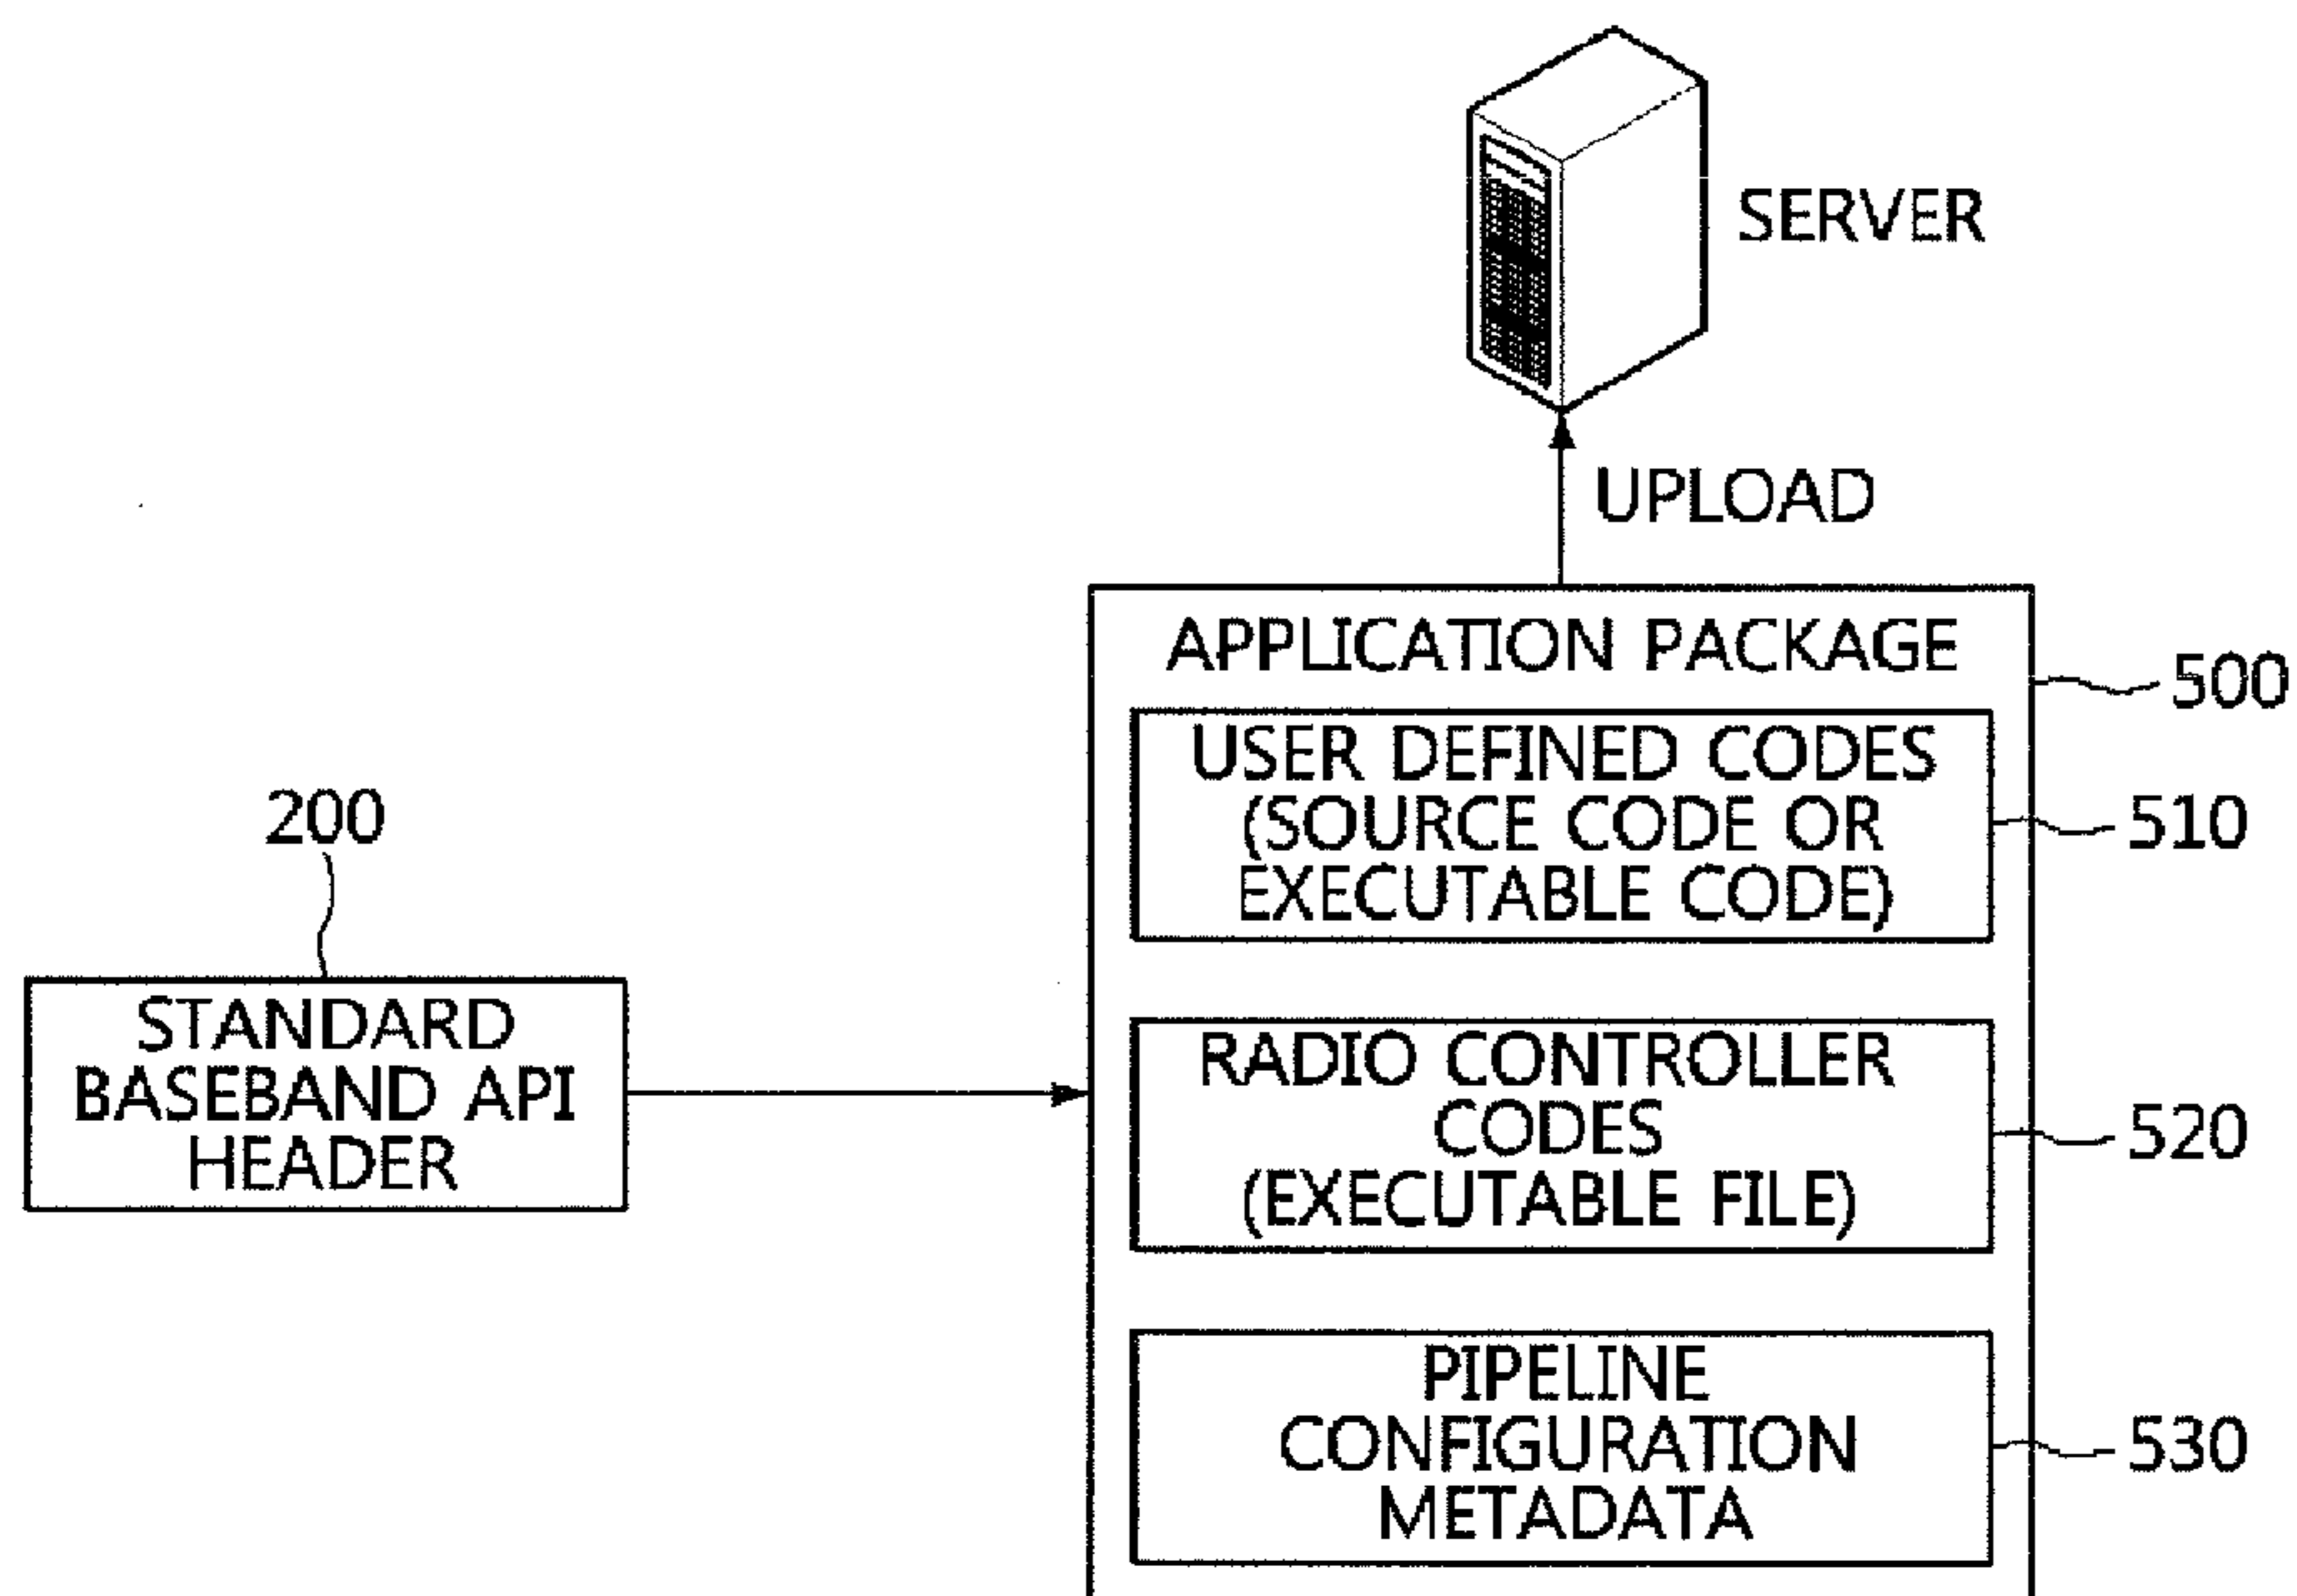 SERVER
UPLOAD
APPLICATION PACKAGE
500
USER DEFINED CODES
(SOURCE CODE OR
EXECUTABLE CODE)
510
200
STANDARD
BASEBAND API
HEADER
RADIO CONTROLLER
CODES
(EXECUTABLE FILE)
520
PIPELINE
CONFIGURATION
METADATA
530